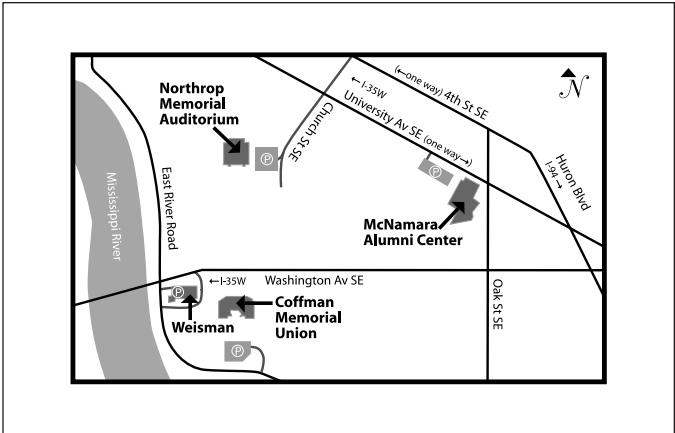 Northrop
Memorial
Auditorium
P
Church St SE
←I-35W
(←one way) 4th St SE
University Av SE (one way→)
N
Huron Blvd
I-94→
P
McNamara
Alumni Center
East River Road
Mississippi River
←I-35W
Washington Av SE
Oak St SE
P
Weisman
Coffman
Memorial
Union
P